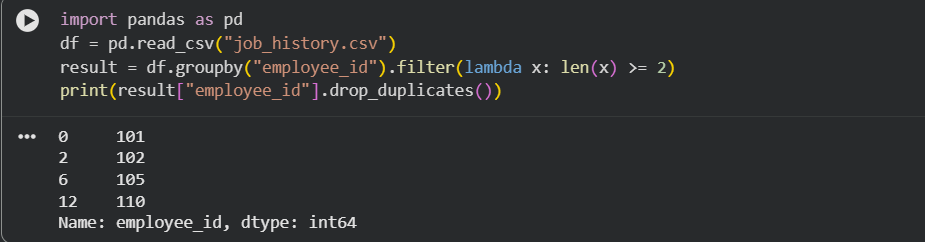 import pandas as pd
df = pd.read_csv("job_history.csv")
result = df.groupby("employee_id").filter(lambda x: len(x) >= 2)
print(result["employee_id"].drop_duplicates())
0     101
2     102
6     105
12    110
Name: employee_id, dtype: int64